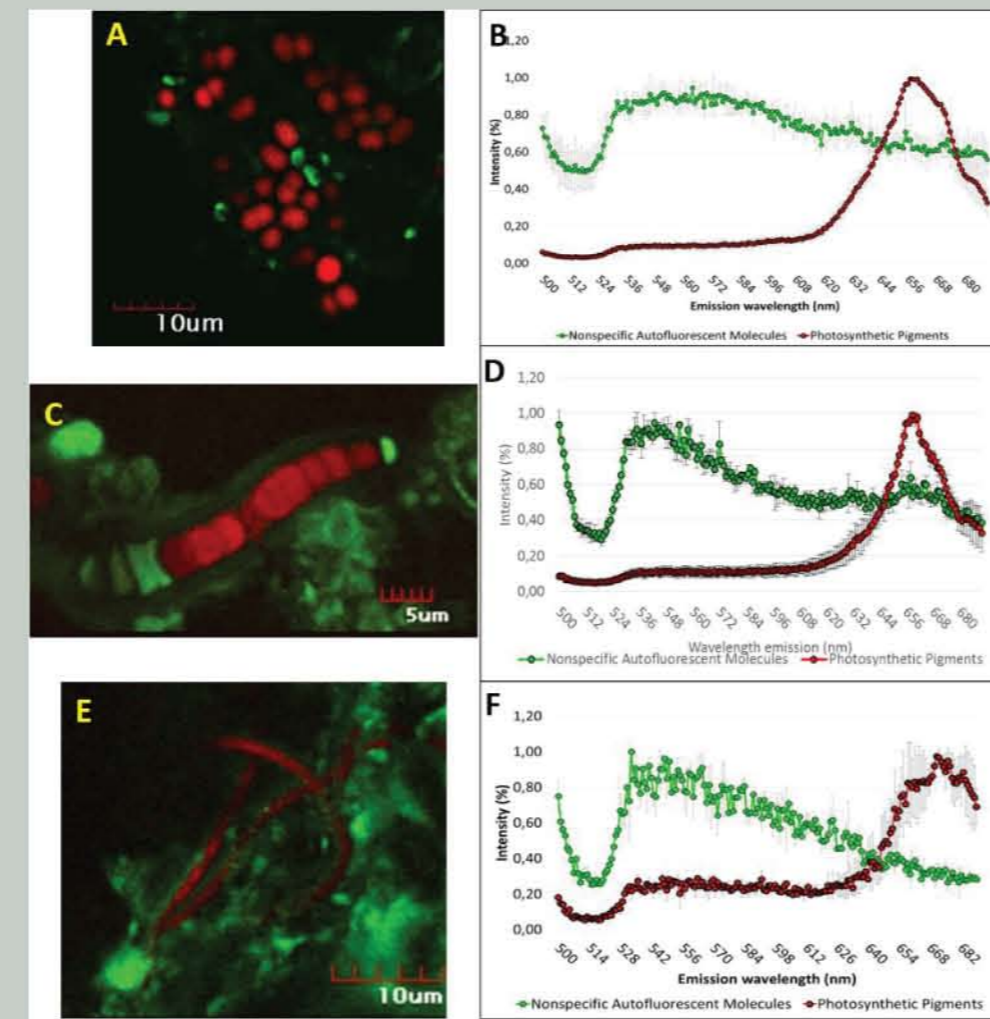 A
10um
B
1,20
1,00
0,80
0,60
0,40
0,20
0,00
Intensity (%)
500 512 524 536 548 560 572 584 596 608 620 632 644 656 668 680
Emission wavelength (nm)
Nonspecific Autofluorescent Molecules Photosynthetic Pigments
C
5um
D
1,20
1,00
0,80
0,60
0,40
0,20
0,00
Intensity (%)
500 512 524 536 548 560 572 584 596 608 620 632 644 656 668 680
Wavelength emission (nm)
Nonspecific Autofluorescent Molecules Photosynthetic Pigments
E
10um
F
1,20
1,00
0,80
0,60
0,40
0,20
0,00
Intensity (%)
500 514 528 542 556 570 584 598 612 626 640 654 668 682
Emission wavelength (nm)
Nonspecific Autofluorescent Molecules Photosynthetic Pigments